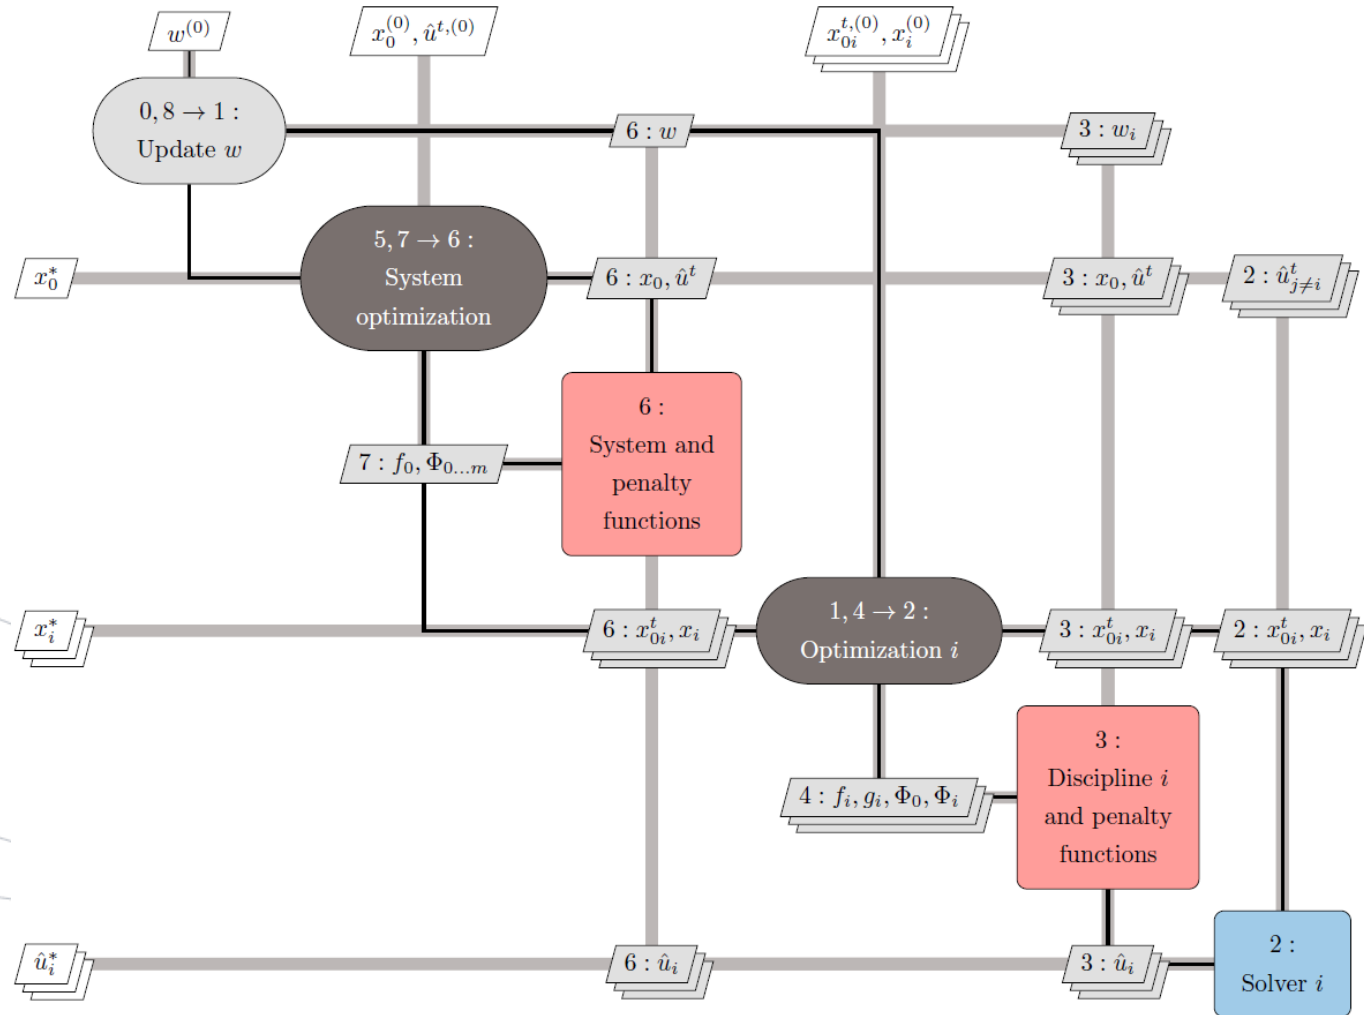 w^{(0)}
x_0^{(0)}, û^{t,(0)}
x_{0i}^{t,(0)}, x_i^{(0)}
0, 8 → 1 :
Update w
6 : w
3 : w_i
x_0^*
5, 7 → 6 :
System
optimization
6 : x_0, û^t
3 : x_0, û^t
2 : û_{j≠i}^t
7 : f_0, Φ_{0...m}
6 :
System and
penalty
functions
x_i^*
6 : x_{0i}^t, x_i
1, 4 → 2 :
Optimization i
3 : x_{0i}^t, x_i
2 : x_{0i}^t, x_i
4 : f_i, g_i, Φ_0, Φ_i
3 :
Discipline i
and penalty
functions
û_i^*
6 : û_i
3 : û_i
2 :
Solver i